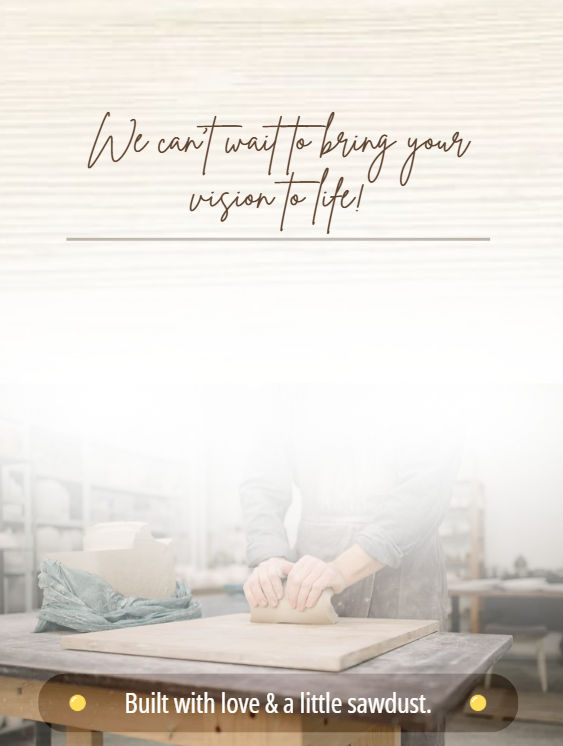 We can't wait to bring your
vision to life!
Built with love & a little sawdust.